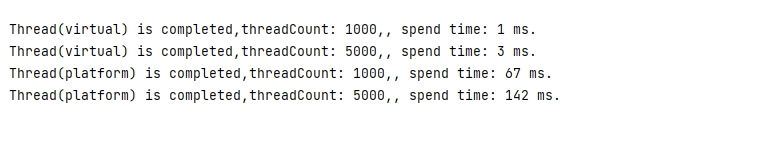 Thread(virtual) is completed,threadCount: 1000,, spend time: 1 ms.
Thread(virtual) is completed,threadCount: 5000,, spend time: 3 ms.
Thread(platform) is completed,threadCount: 1000,, spend time: 67 ms.
Thread(platform) is completed,threadCount: 5000,, spend time: 142 ms.